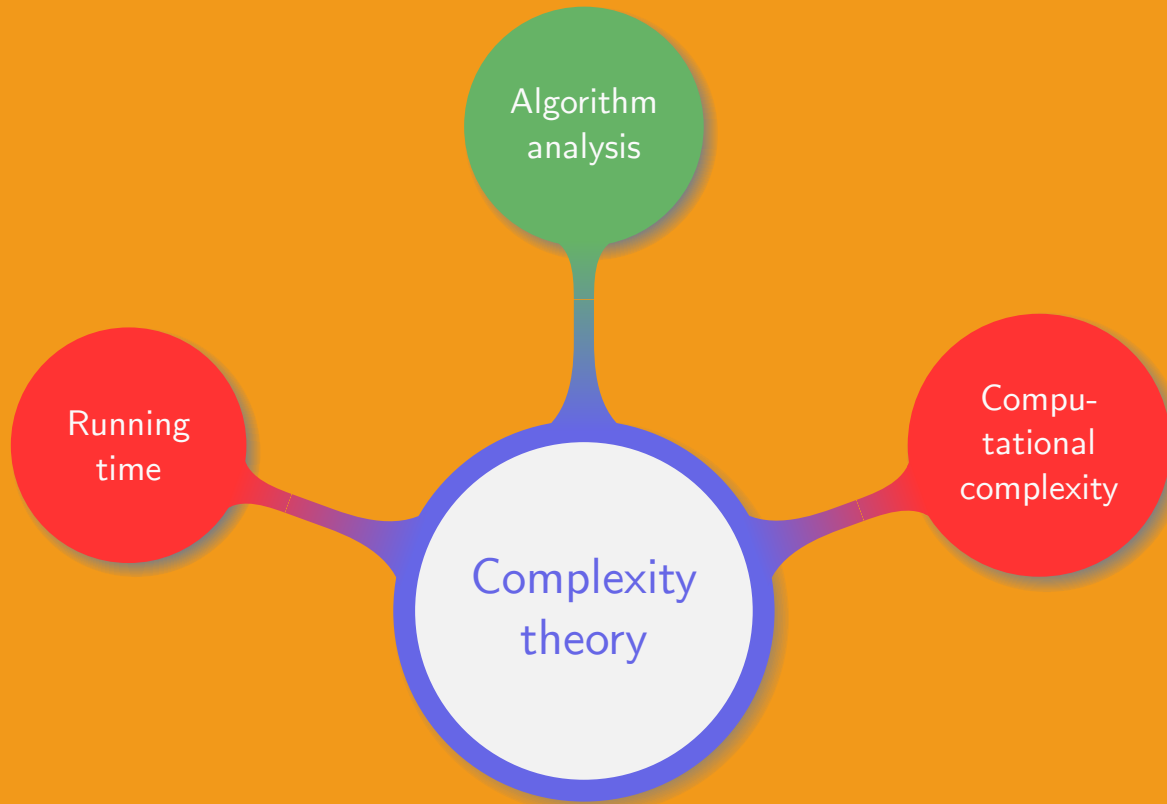 Algorithm
analysis
Running
time
Compu-
tational
complexity
Complexity
theory